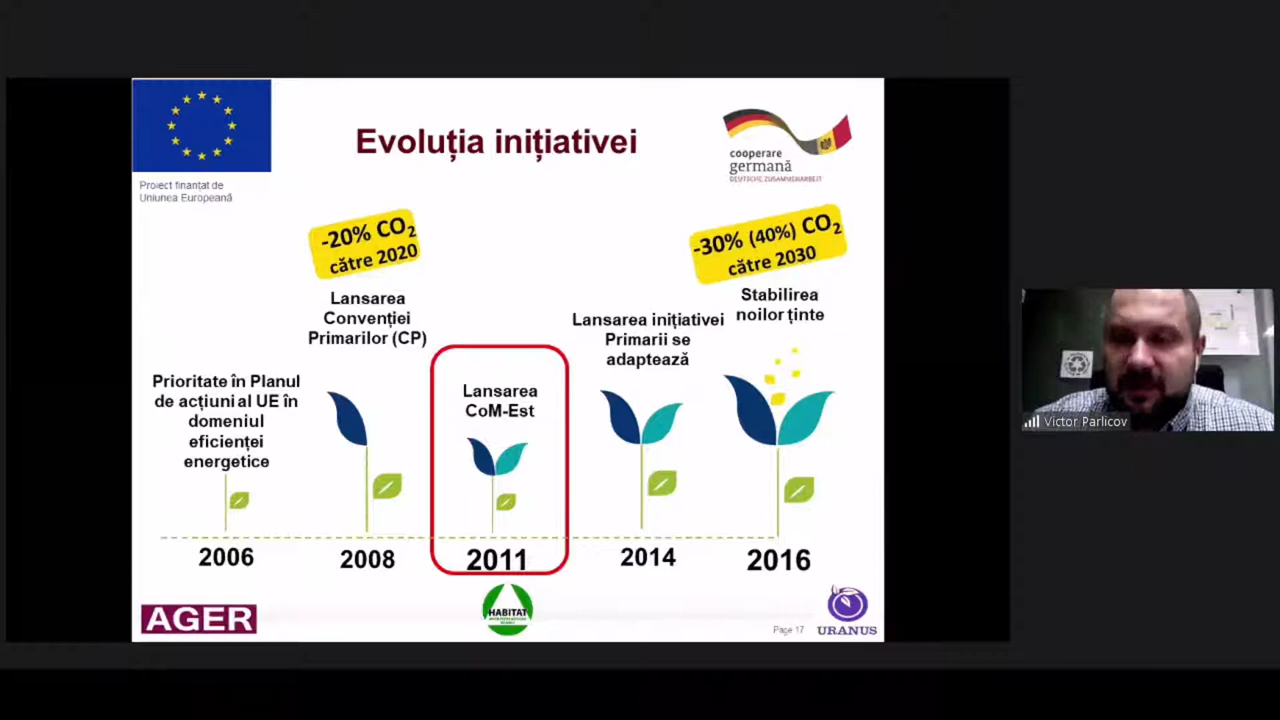 Evoluția inițiativei
Proiect finanțat de
Uniunea Europeană
cooperare
germană
DEUTSCHE ZUSAMMENARBEIT
-20% CO2
către 2020
Lansarea
Convenției
Primarilor (CP)
-30% (40%) CO2
către 2030
Stabilirea
noilor ținte
Lansarea inițiativei
Primarii se
adaptează
Prioritate în Planul
de acțiuni al UE în
domeniul
eficienței
energetice
Lansarea
CoM-Est
2006
2008
2011
2014
2016
AGER
HABITAT
Page 17
URANUS
Victor Parlicov